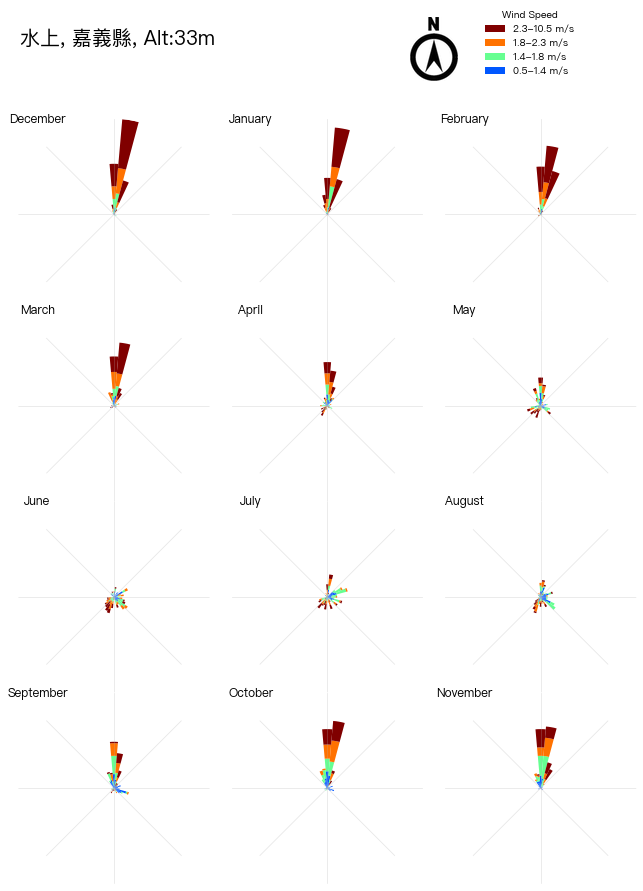 水上, 嘉義縣, Alt:33m
N
Wind Speed
2.3–10.5 m/s
1.8–2.3 m/s
1.4–1.8 m/s
0.5–1.4 m/s
December
January
February
March
April
May
June
July
August
September
October
November